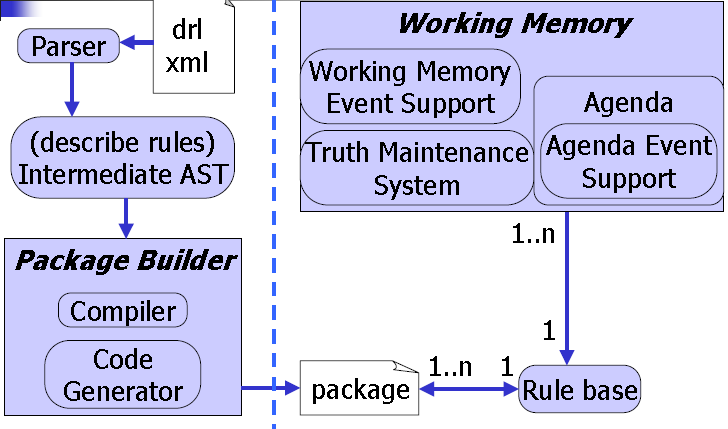 drl
xml
Parser
(describe rules)
Intermediate AST
Package Builder
Compiler
Code
Generator
Working Memory
Working Memory
Event Support
Truth Maintenance
System
Agenda
Agenda Event
Support
1..n
1
package
1..n
1
Rule base